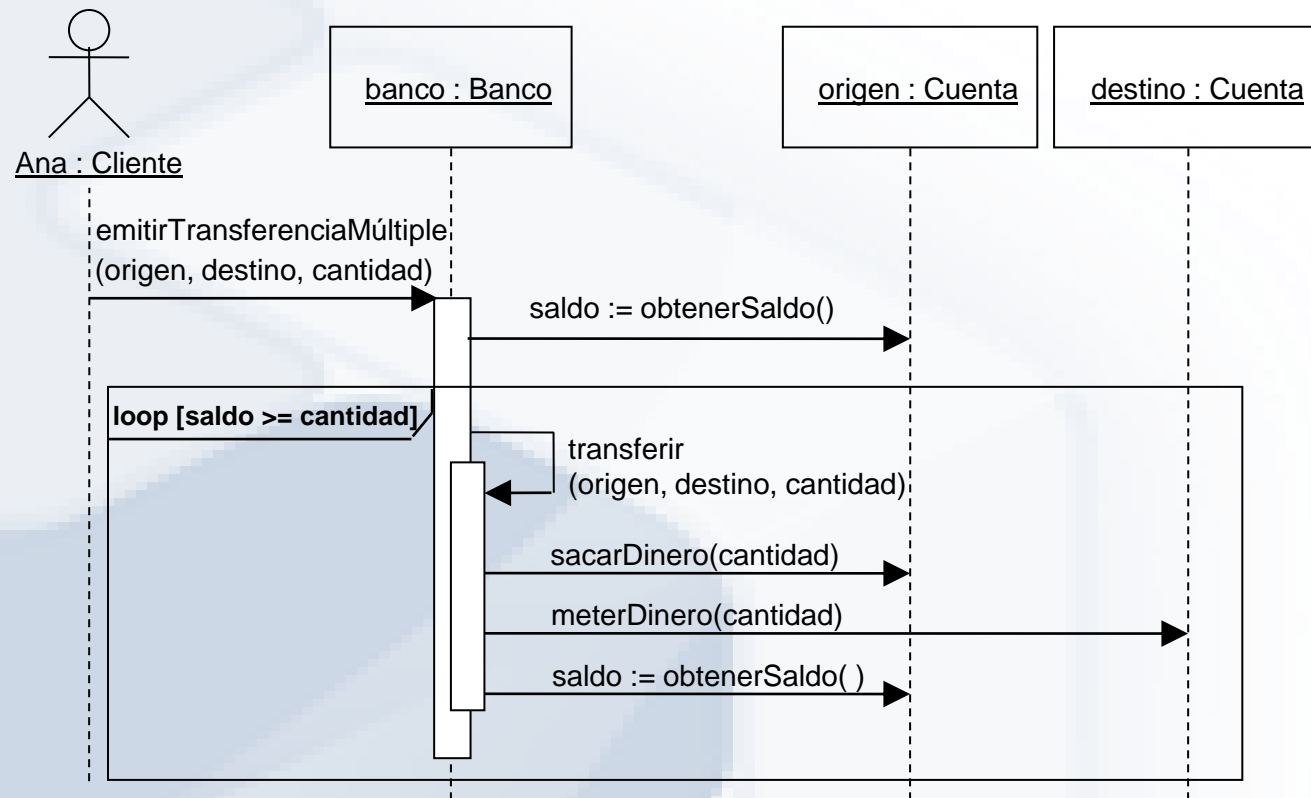 banco : Banco
origen : Cuenta
destino : Cuenta
Ana : Cliente
emitirTransferenciaMúltiple
(origen, destino, cantidad)
saldo := obtenerSaldo()
loop [saldo >= cantidad]
transferir
(origen, destino, cantidad)
sacarDinero(cantidad)
meterDinero(cantidad)
saldo := obtenerSaldo( )